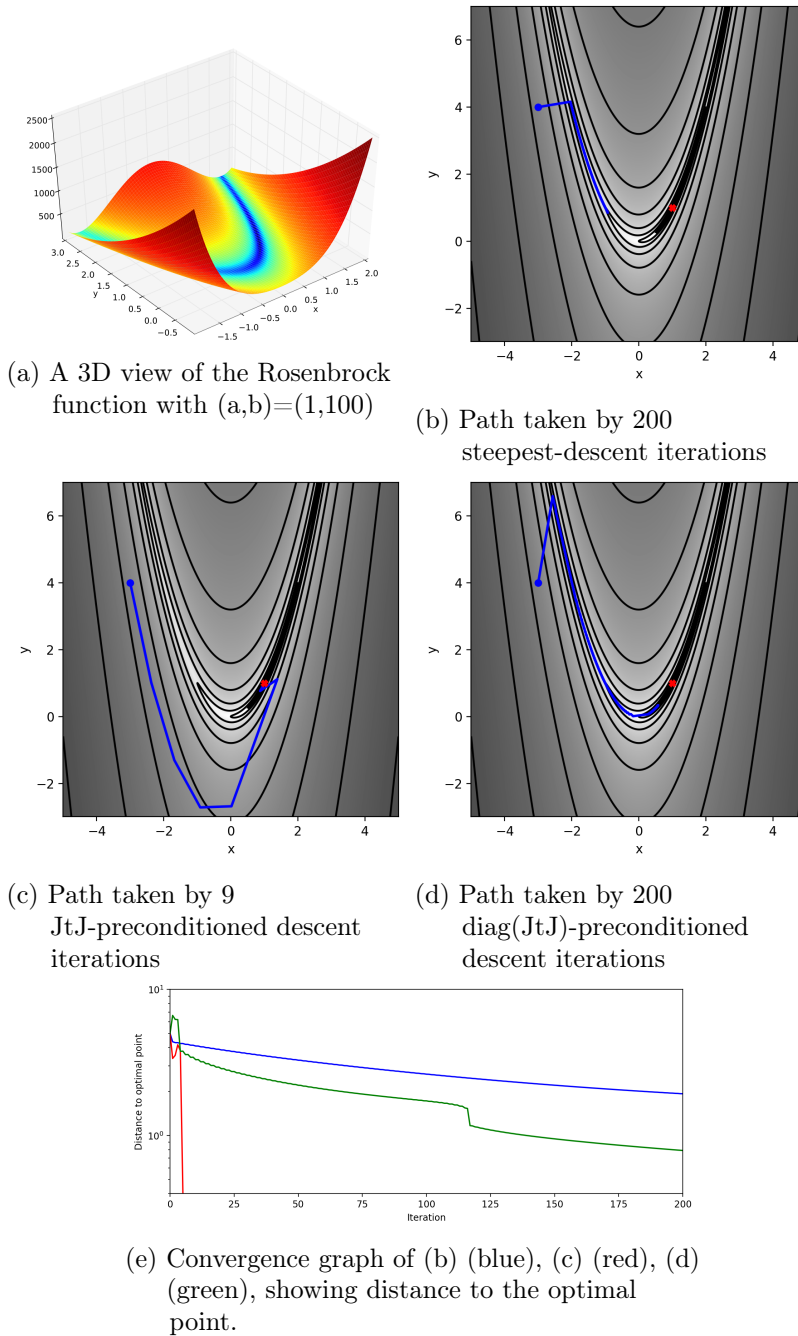 2500
2000
1500
1000
500
3.0
2.5
2.0
1.5
1.0
0.5
0.0
−0.5
y
−1.5
−1.0
−0.5
0.0
0.5
1.0
1.5
2.0
x
(a) A 3D view of the Rosenbrock
function with (a,b)=(1,100)
6
4
2
0
−2
y
−4 −2 0 2 4
x
(b) Path taken by 200
steepest-descent iterations
6
4
2
0
−2
y
−4 −2 0 2 4
x
(c) Path taken by 9
JtJ-preconditioned descent
iterations
6
4
2
0
−2
y
−4 −2 0 2 4
x
(d) Path taken by 200
diag(JtJ)-preconditioned
descent iterations
10¹
10⁰
Distance to optimal point
0 25 50 75 100 125 150 175 200
Iteration
(e) Convergence graph of (b) (blue), (c) (red), (d)
(green), showing distance to the optimal
point.